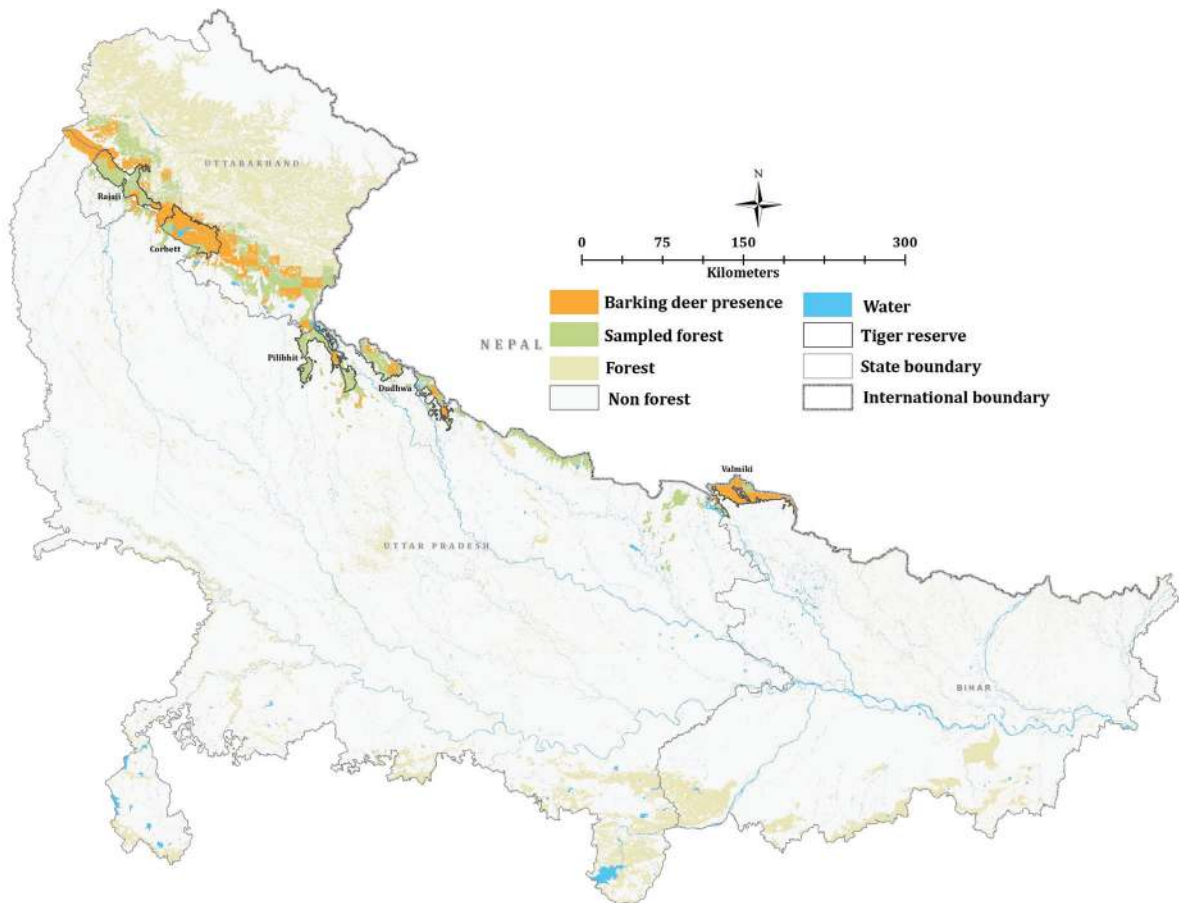 UTTARAKHAND
Rajaji
Corbett
N
0 75 150 300
Kilometers
Barking deer presence
Sampled forest
Forest
Non forest
Water
Tiger reserve
State boundary
International boundary
NEPAL
Pilibhit
Dudhwa
Valmiki
UTTAR PRADESH
BIHAR